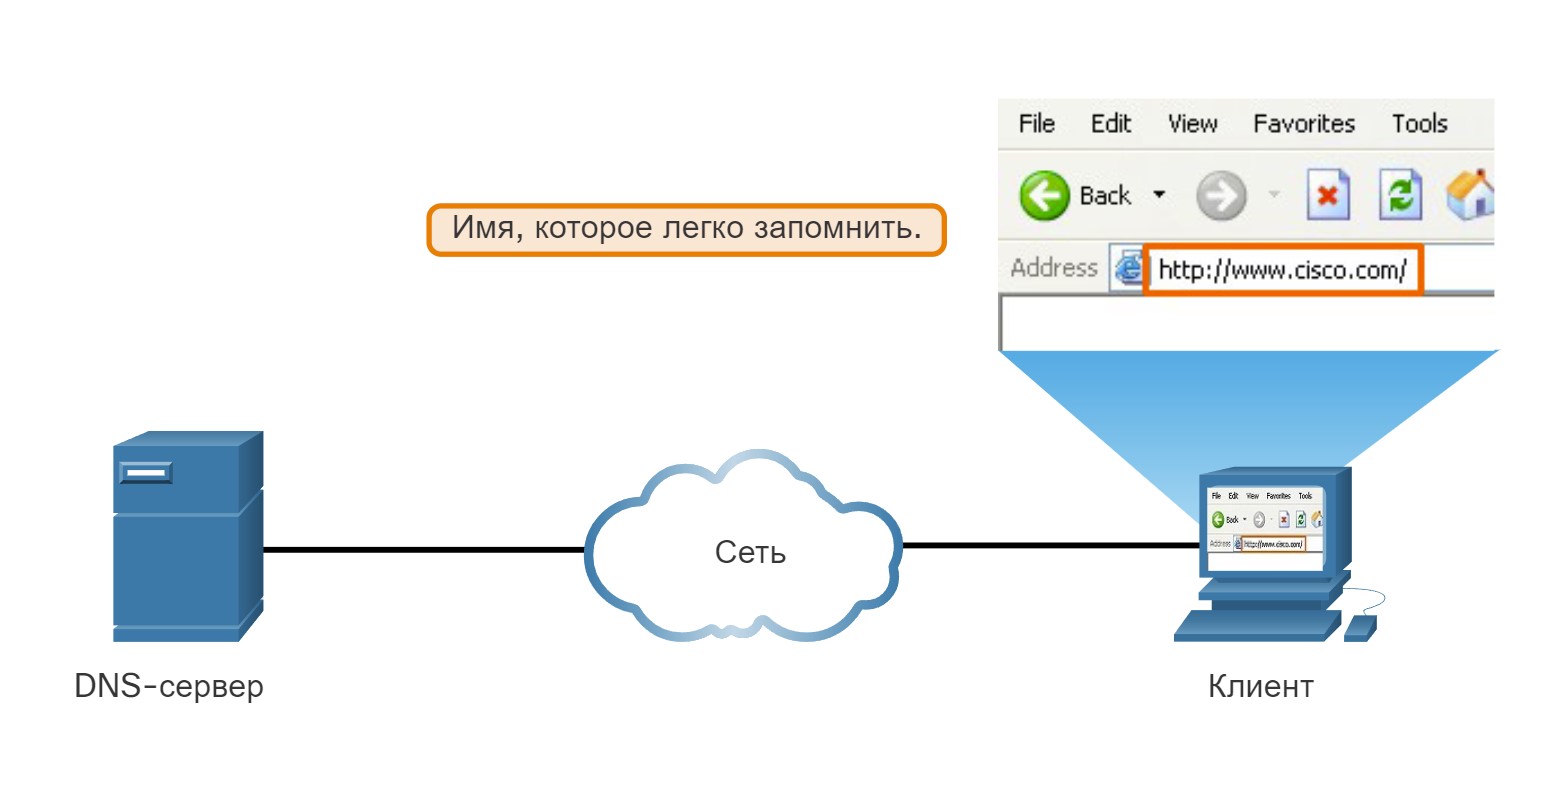 File Edit View Favorites Tools
Back
Имя, которое легко запомнить.
Address http://www.cisco.com/
File Edit View Favorites Tools
Back
Address http://www.cisco.com/
Сеть
DNS-сервер
Клиент